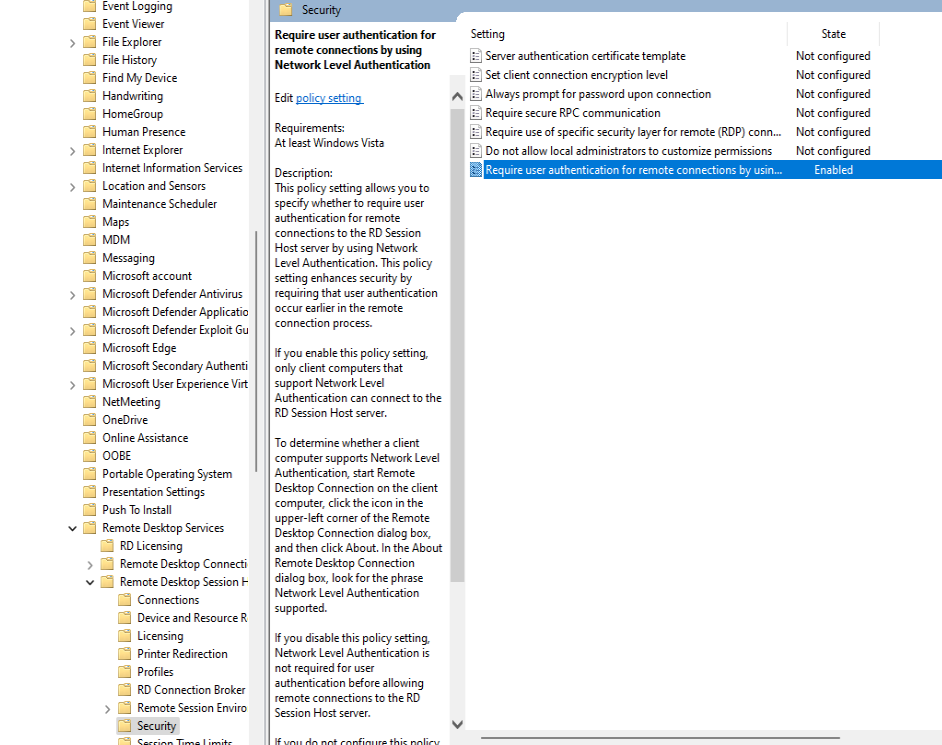 Event Logging
Event Viewer
File Explorer
File History
Find My Device
Handwriting
HomeGroup
Human Presence
Internet Explorer
Internet Information Services
Location and Sensors
Maintenance Scheduler
Maps
MDM
Messaging
Microsoft account
Microsoft Defender Antivirus
Microsoft Defender Applicatio
Microsoft Defender Exploit Gu
Microsoft Edge
Microsoft Secondary Authenti
Microsoft User Experience Virt
NetMeeting
OneDrive
Online Assistance
OOBE
Portable Operating System
Presentation Settings
Push To Install
Remote Desktop Services
RD Licensing
Remote Desktop Connecti
Remote Desktop Session H
Connections
Device and Resource R
Licensing
Printer Redirection
Profiles
RD Connection Broker
Remote Session Enviro
Security
Session Time Limits
Security
Require user authentication for
remote connections by using
Network Level Authentication
Edit policy setting
Requirements:
At least Windows Vista
Description:
This policy setting allows you to
specify whether to require user
authentication for remote
connections to the RD Session
Host server by using Network
Level Authentication. This policy
setting enhances security by
requiring that user authentication
occur earlier in the remote
connection process.
If you enable this policy setting,
only client computers that
support Network Level
Authentication can connect to the
RD Session Host server.
To determine whether a client
computer supports Network Level
Authentication, start Remote
Desktop Connection on the client
computer, click the icon in the
upper-left corner of the Remote
Desktop Connection dialog box,
and then click About. In the About
Remote Desktop Connection
dialog box, look for the phrase
Network Level Authentication
supported.
If you disable this policy setting,
Network Level Authentication is
not required for user
authentication before allowing
remote connections to the RD
Session Host server.
If you do not configure this policy
Setting State
Server authentication certificate template Not configured
Set client connection encryption level Not configured
Always prompt for password upon connection Not configured
Require secure RPC communication Not configured
Require use of specific security layer for remote (RDP) conn... Not configured
Do not allow local administrators to customize permissions Not configured
Require user authentication for remote connections by usin... Enabled